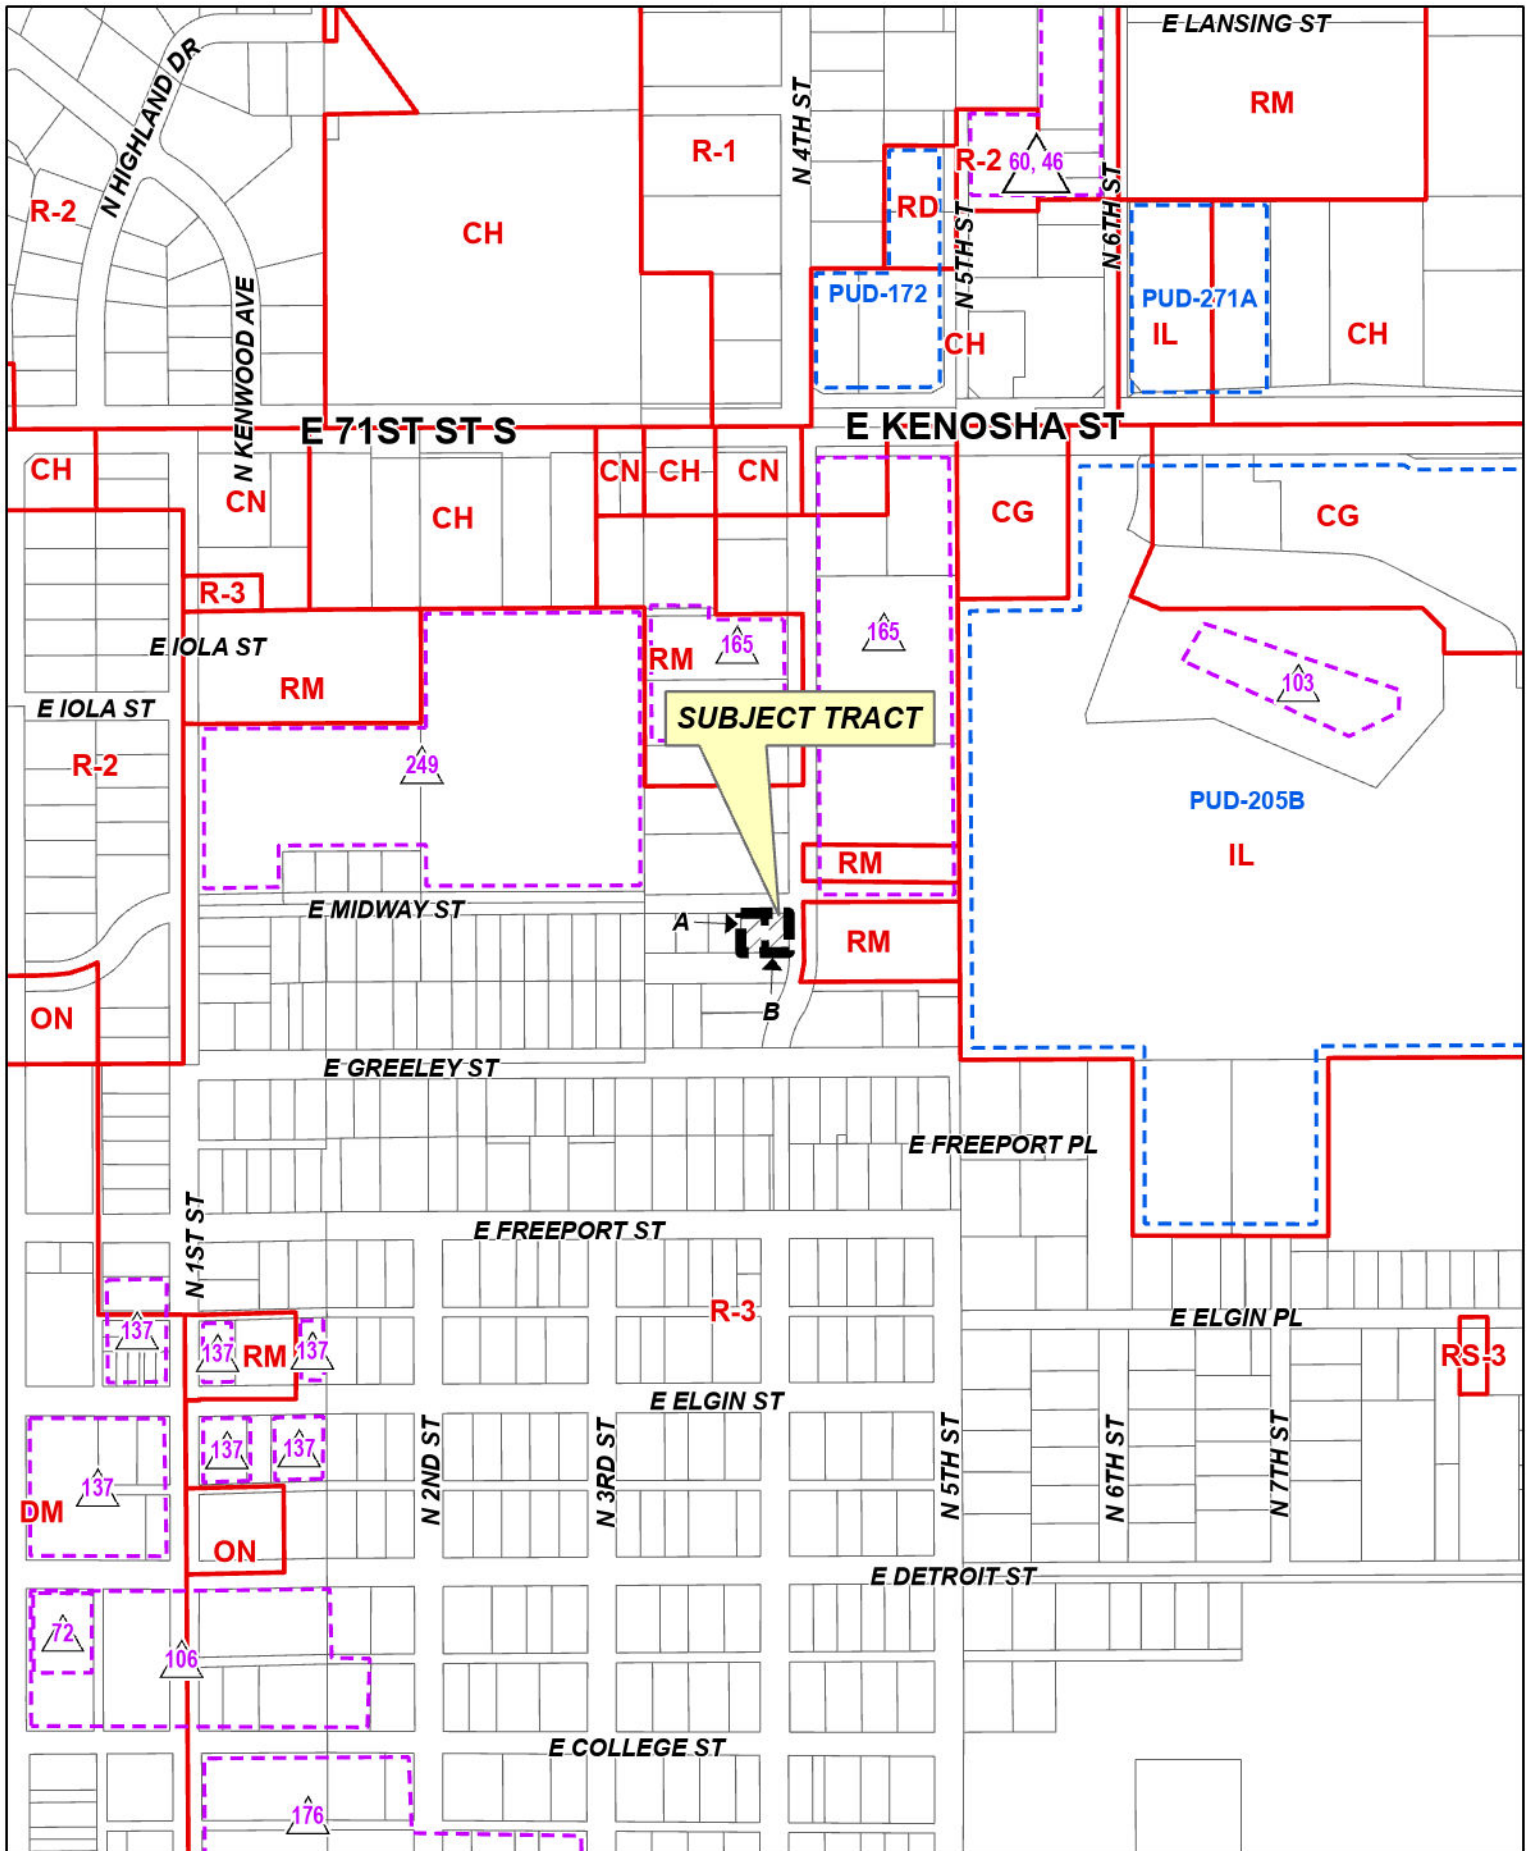 E LANSING ST
N HIGHLAND DR
RM
N 4TH ST
R-1
R-2
60, 46
N 6TH ST
R-2
RD
N 5TH ST
CH
N KENWOOD AVE
PUD-172
PUD-271A
IL
CH
CH
E 71ST ST S
E KENOSHA ST
CH
CN
CH
CN
CN
CH
CG
CG
R-3
E IOLA ST
165
165
RM
RM
103
E IOLA ST
SUBJECT TRACT
R-2
249
PUD-205B
IL
RM
E MIDWAY ST
A
RM
B
ON
E GREELEY ST
E FREEPORT PL
N 1ST ST
E FREEPORT ST
R-3
E ELGIN PL
137
137
RM
137
RS-3
E ELGIN ST
137
137
N 2ND ST
N 3RD ST
N 5TH ST
N 6TH ST
N 7TH ST
137
DM
ON
E DETROIT ST
72
106
E COLLEGE ST
176